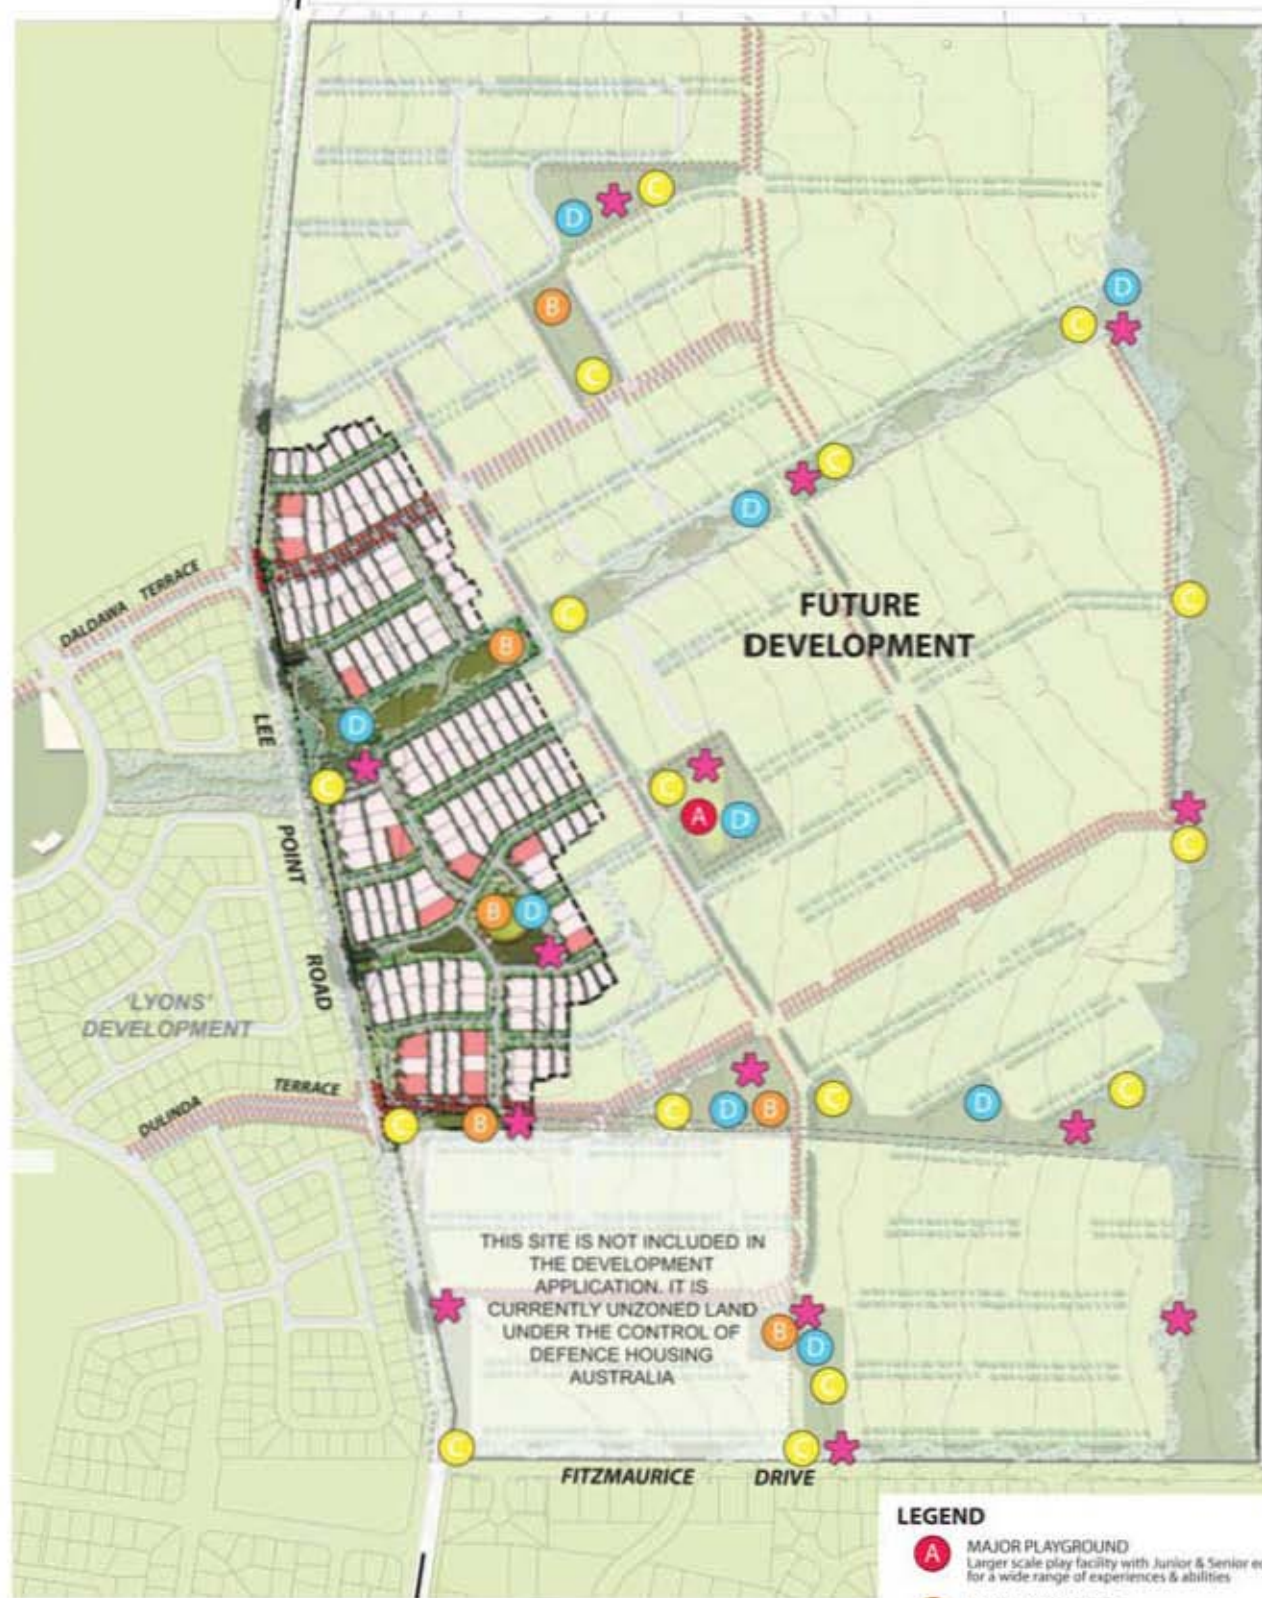 C
D
D
B
C
C
C
D
FUTURE
DEVELOPMENT
C
DALDAWA TERRACE
C
B
LEE
D
C
C
A
D
POINT
B
D
C
ROAD
'LYONS'
DEVELOPMENT
DULINDA TERRACE
C
B
C
D
B
C
D
C
THIS SITE IS NOT INCLUDED IN
THE DEVELOPMENT
APPLICATION. IT IS
CURRENTLY UNZONED LAND
UNDER THE CONTROL OF
DEFENCE HOUSING
AUSTRALIA
B
D
C
C
C
FITZMAURICE DRIVE
LEGEND
A
MAJOR PLAYGROUND
Larger scale play facility with Junior & Senior
for a wide range of experiences & abilities